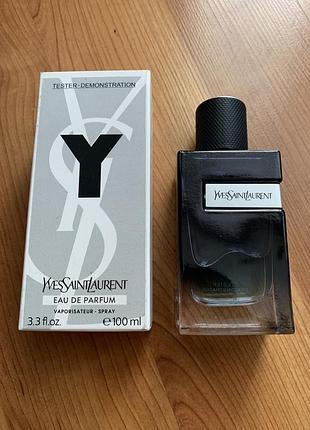 TESTER - DEMONSTRATION
Y
YVESSAINTLAURENT
EAU DE PARFUM
VAPORISATEUR - SPRAY
3.3 fl.oz. ℮ 100 ml
YVESSAINTLAURENT